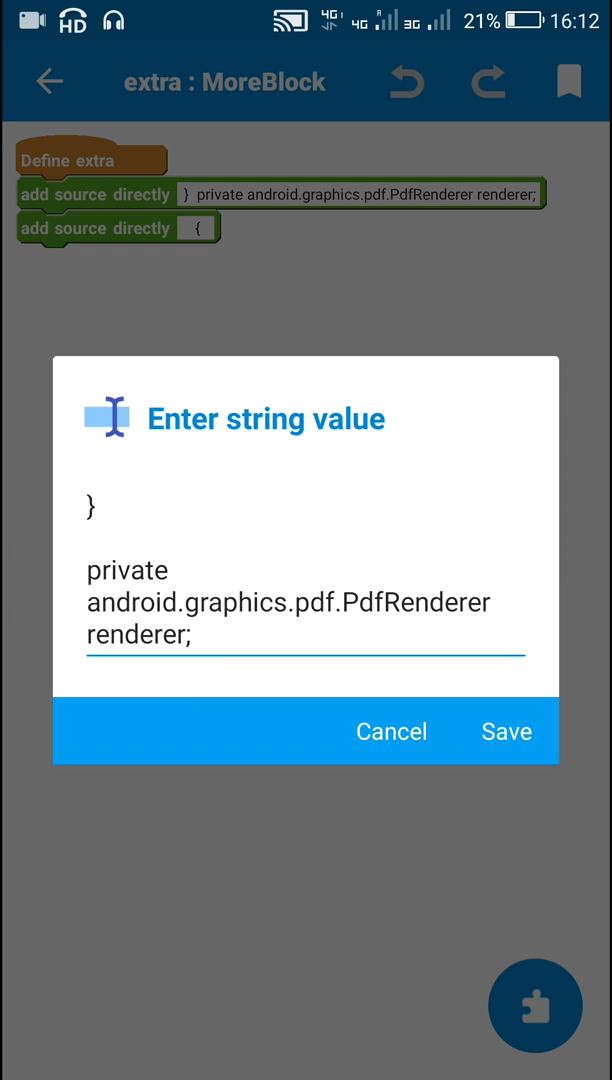 HD 4G 4G R 3G 21% 16:12
extra : MoreBlock
Define extra
add source directly } private android.graphics.pdf.PdfRenderer renderer;
add source directly {
Enter string value
}
private
android.graphics.pdf.PdfRenderer
renderer;
Cancel Save